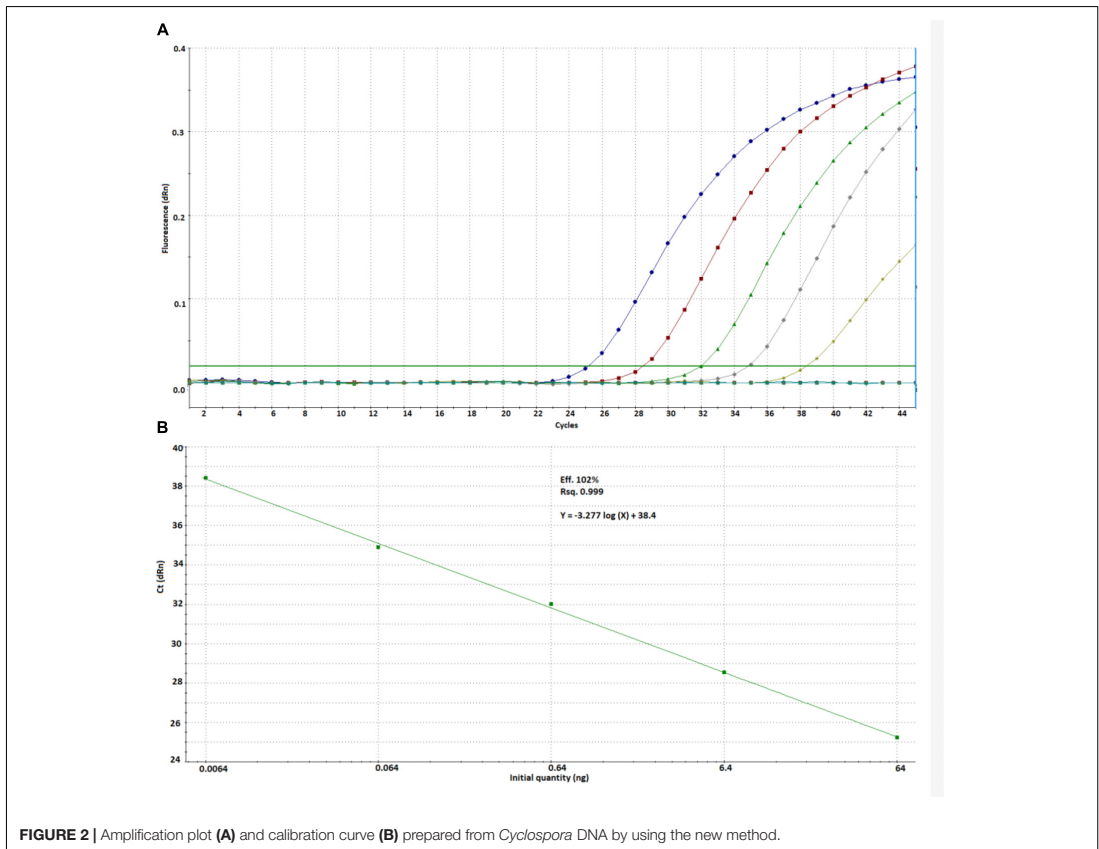 A
0.4
0.3
0.2
0.1
0.0
Fluorescence (dRn)
2 4 6 8 10 12 14 16 18 20 22 24 26 28 30 32 34 36 38 40 42 44
Cycles
B
40
38
36
34
32
30
28
26
24
Ct (dRn)
Eff. 102%
Rsq. 0.999
Y = -3.277 log (X) + 38.4
0.0064 0.064 0.64 6.4 64
Initial quantity (ng)
FIGURE 2 | Amplification plot (A) and calibration curve (B) prepared from Cyclospora DNA by using the new method.